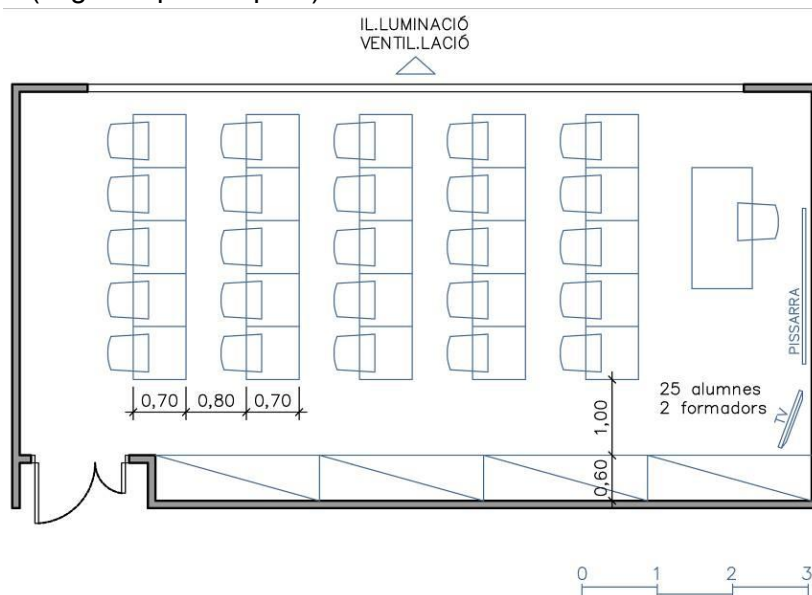 IL.LUMINACIÓ
VENTIL.LACIÓ
PISSARRA
0,70 0,80 0,70
1,00
25 alumnes
2 formadors
TV
0,60
0 1 2 3